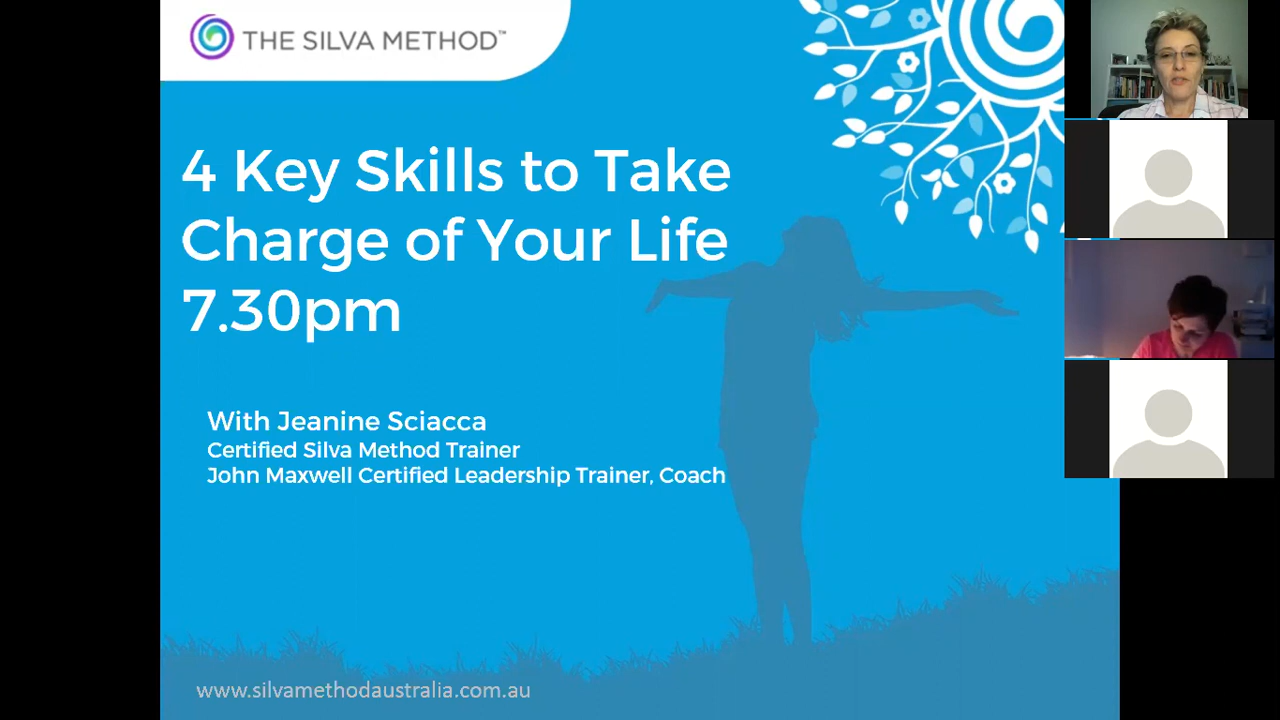 THE SILVA METHOD™
4 Key Skills to Take
Charge of Your Life
7.30pm
With Jeanine Sciacca
Certified Silva Method Trainer
John Maxwell Certified Leadership Trainer, Coach
www.silvamethodaustralia.com.au